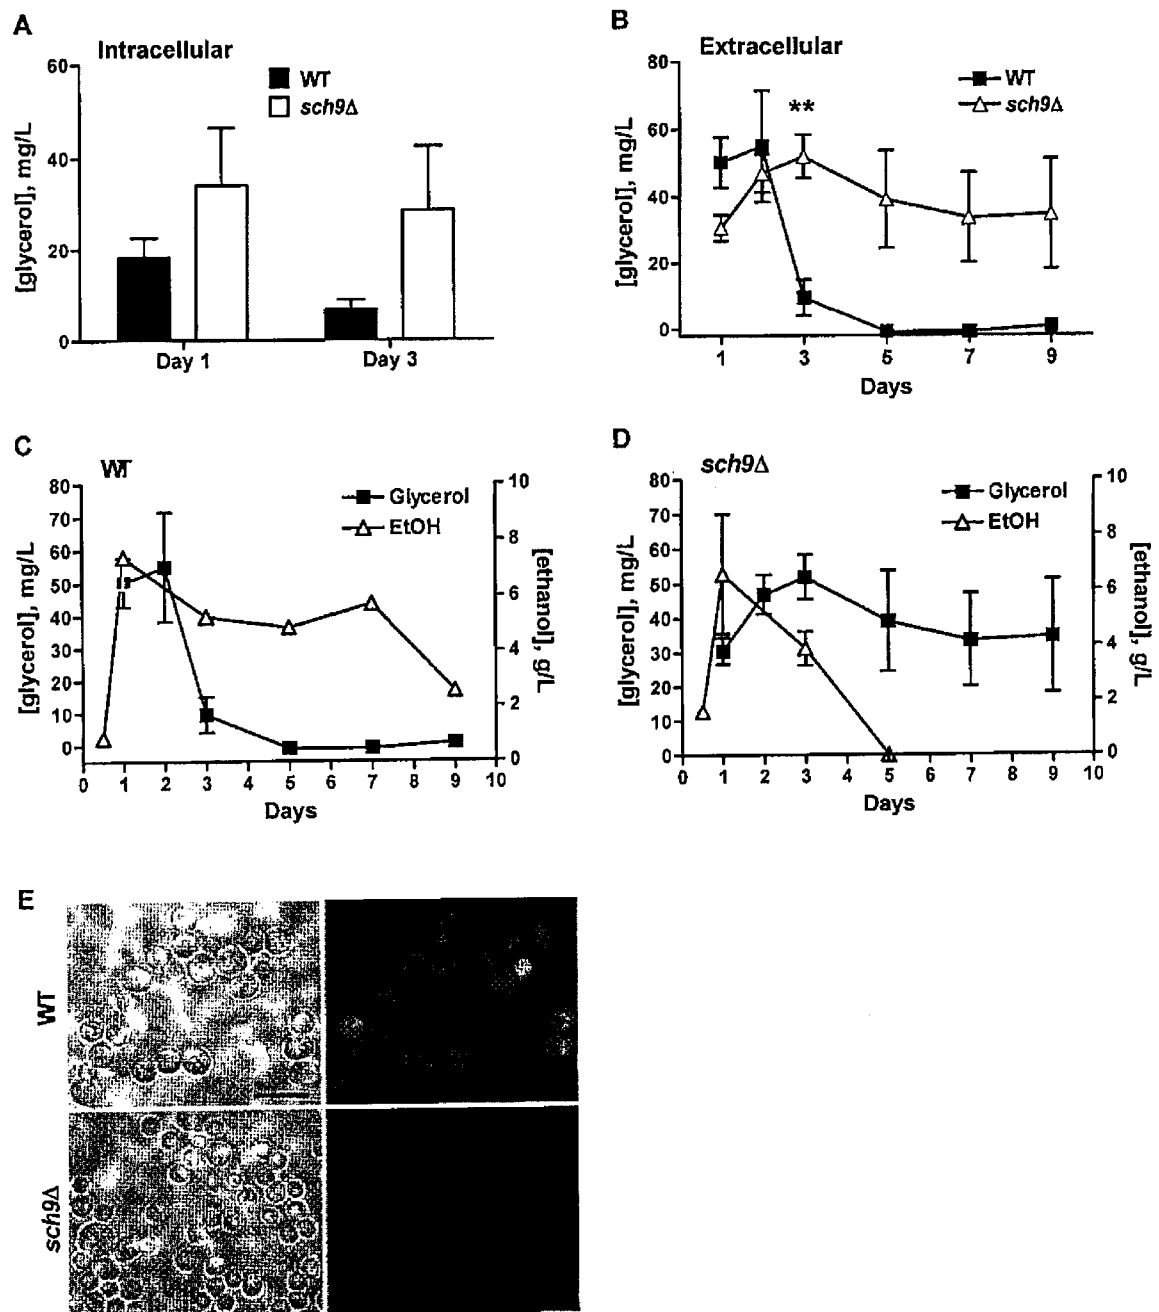 A
Intracellular
WT
sch9Δ
60
40
20
0
[glycerol], mg/L
Day 1
Day 3
B
Extracellular
WT
sch9Δ
**
80
60
40
20
0
[glycerol], mg/L
1
3
5
7
9
Days
C
WT
Glycerol
EtOH
80
70
60
50
40
30
20
10
0
[glycerol], mg/L
10
8
6
4
2
0
[ethanol], g/L
0 1 2 3 4 5 6 7 8 9 10
Days
D
sch9Δ
Glycerol
EtOH
80
70
60
50
40
30
20
10
0
[glycerol], mg/L
10
8
6
4
2
0
[ethanol], g/L
0 1 2 3 4 5 6 7 8 9 10
Days
E
WT
sch9Δ